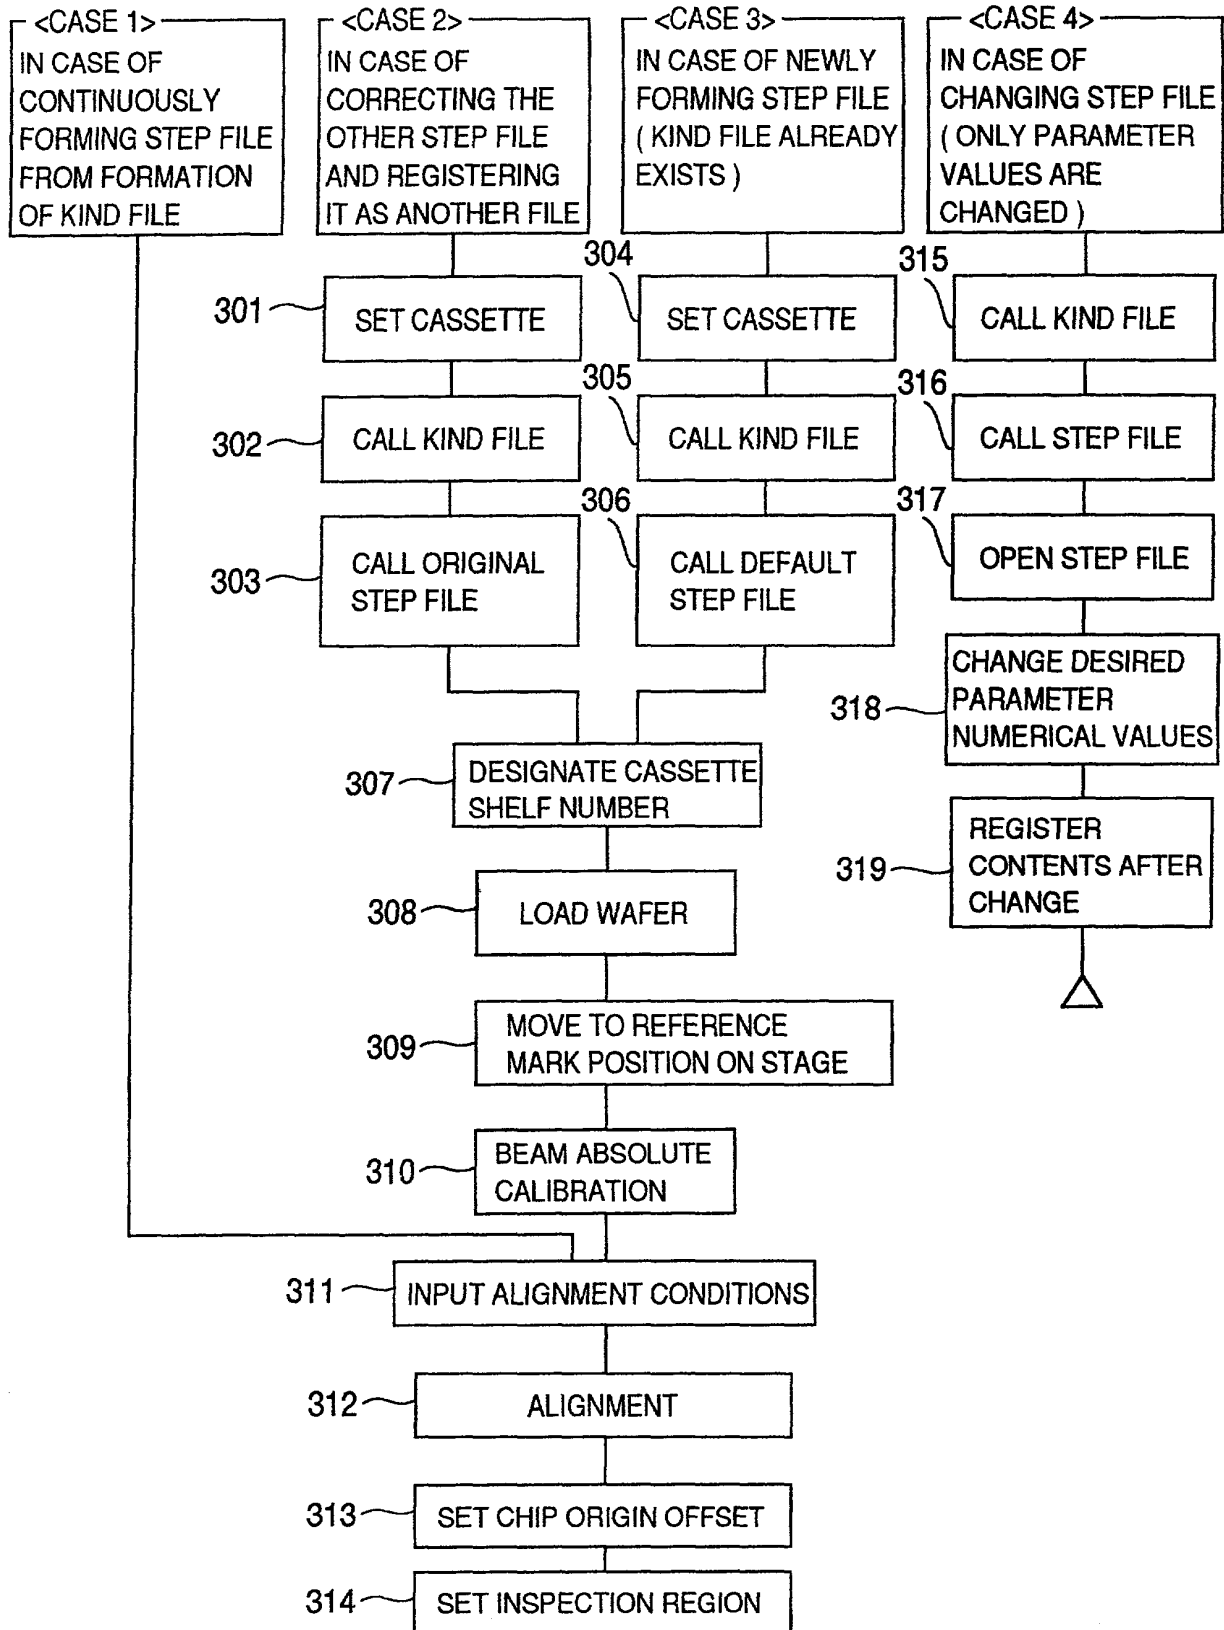 <CASE 1>
IN CASE OF
CONTINUOUSLY
FORMING STEP FILE
FROM FORMATION
OF KIND FILE
<CASE 2>
IN CASE OF
CORRECTING THE
OTHER STEP FILE
AND REGISTERING
IT AS ANOTHER FILE
<CASE 3>
IN CASE OF NEWLY
FORMING STEP FILE
( KIND FILE ALREADY
EXISTS )
<CASE 4>
IN CASE OF
CHANGING STEP FILE
( ONLY PARAMETER
VALUES ARE
CHANGED )
301
SET CASSETTE
304
SET CASSETTE
315
CALL KIND FILE
302
CALL KIND FILE
305
CALL KIND FILE
316
CALL STEP FILE
303
CALL ORIGINAL
STEP FILE
306
CALL DEFAULT
STEP FILE
317
OPEN STEP FILE
318
CHANGE DESIRED
PARAMETER
NUMERICAL VALUES
307
DESIGNATE CASSETTE
SHELF NUMBER
319
REGISTER
CONTENTS AFTER
CHANGE
308
LOAD WAFER
309
MOVE TO REFERENCE
MARK POSITION ON STAGE
310
BEAM ABSOLUTE
CALIBRATION
311
INPUT ALIGNMENT CONDITIONS
312
ALIGNMENT
313
SET CHIP ORIGIN OFFSET
314
SET INSPECTION REGION